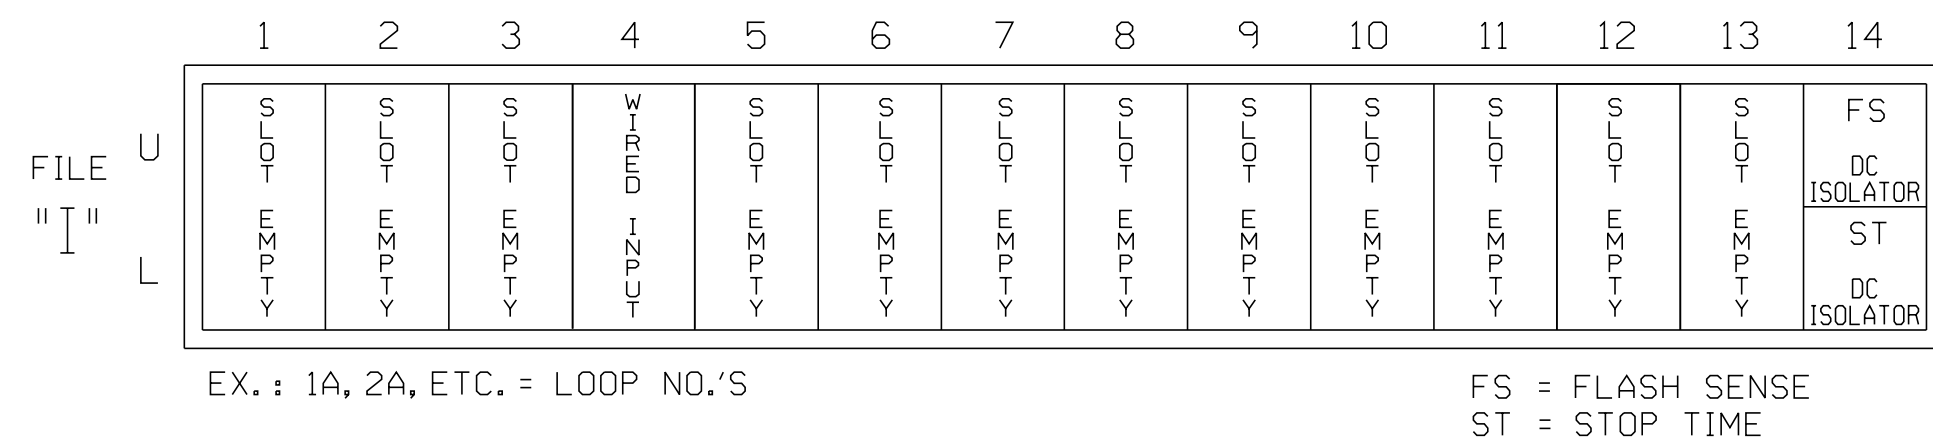 1 2 3 4 5 6 7 8 9 10 11 12 13 14
FILE
"I"
U
L
SLOT EMPTY
SLOT EMPTY
SLOT EMPTY
WIRED INPUT
SLOT EMPTY
SLOT EMPTY
SLOT EMPTY
SLOT EMPTY
SLOT EMPTY
SLOT EMPTY
SLOT EMPTY
SLOT EMPTY
SLOT EMPTY
FS
DC
ISOLATOR
ST
DC
ISOLATOR
EX.: 1A, 2A, ETC. = LOOP NO.'S
FS = FLASH SENSE
ST = STOP TIME